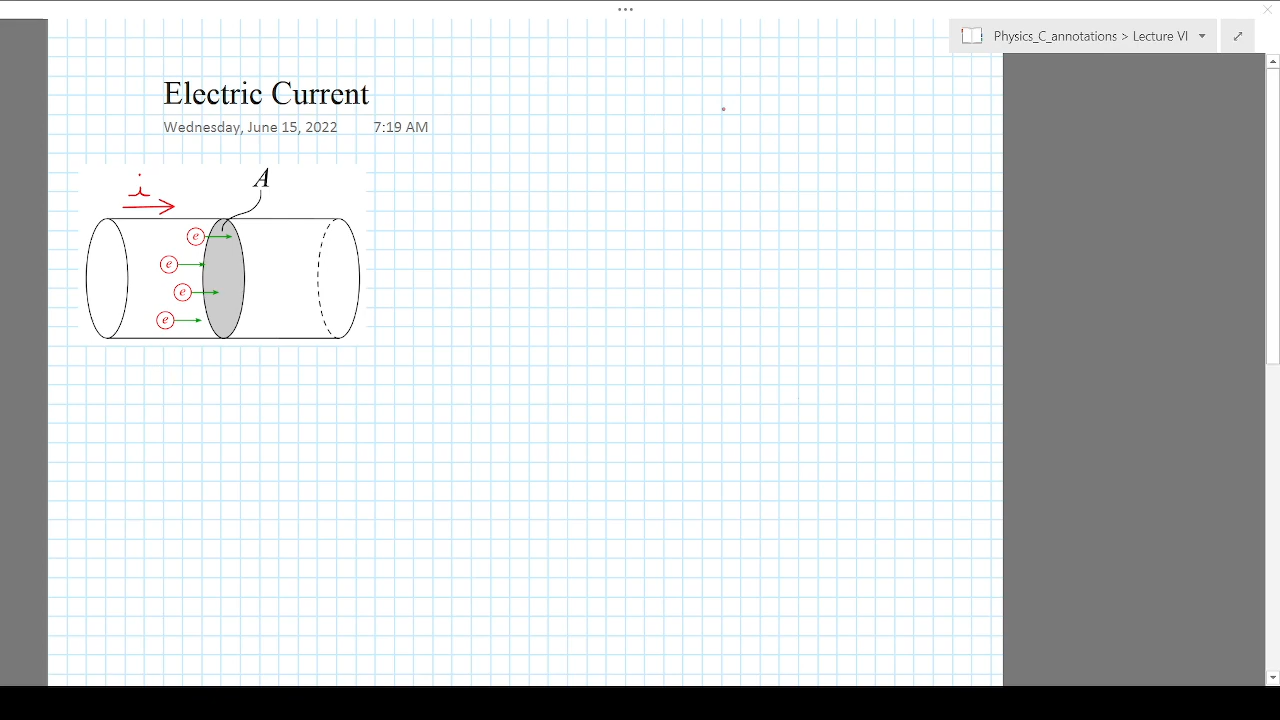 Physics_C_annotations > Lecture VI
Electric Current
Wednesday, June 15, 2022 7:19 AM
i
A
e
e
e
e